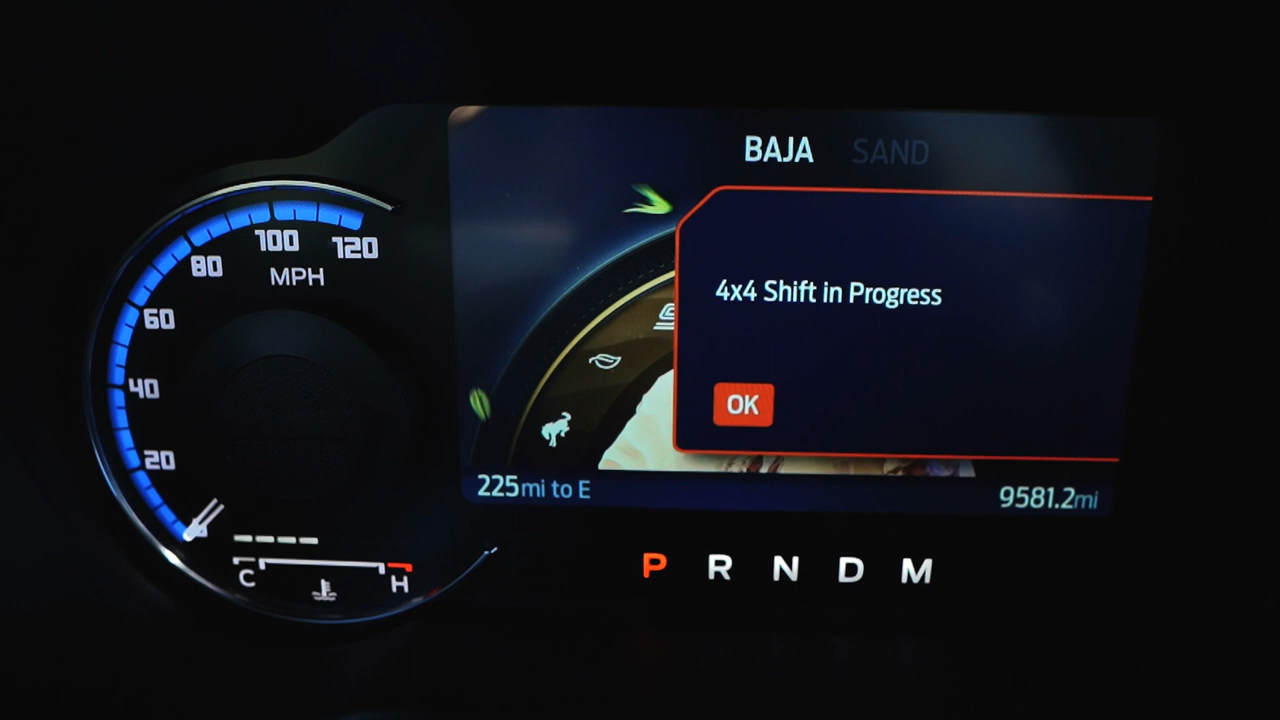 BAJA SAND
120
100
80
MPH
60
40
20
4x4 Shift in Progress
OK
225mi to E
9581.2mi
C H
P R N D M